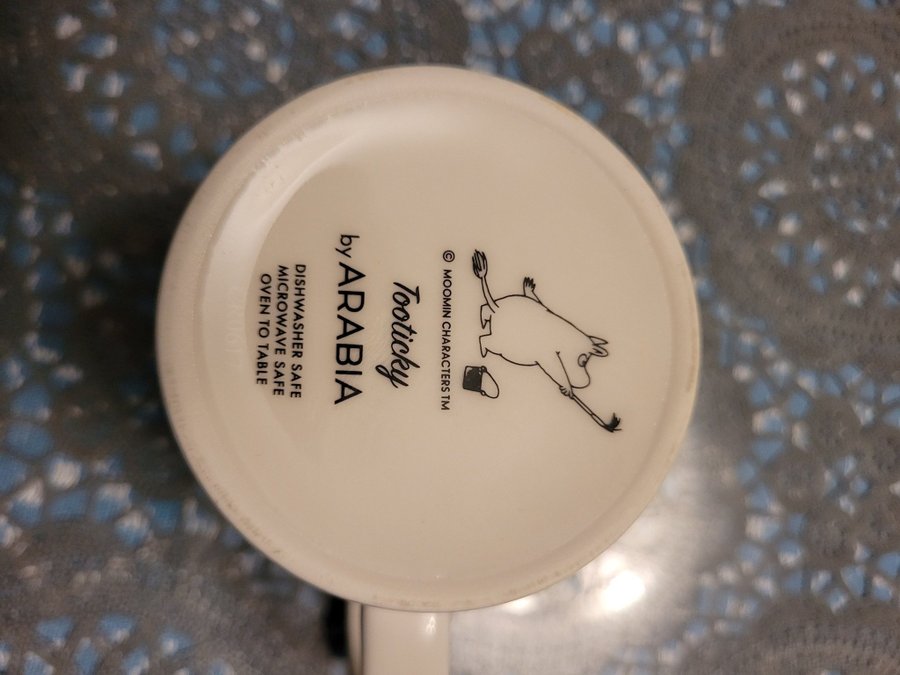 © MOOMIN CHARACTERS TM
Tooticky
by ARABIA
DISHWASHER SAFE
MICROWAVE SAFE
OVEN TO TABLE